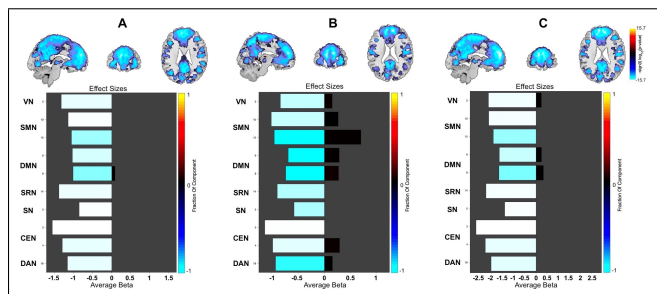 A
B
C
15.7
-15.7
Effect Sizes
Effect Sizes
Effect Sizes
VN
SMN
DMN
SRN
SN
CEN
DAN
1
0
-1
Fraction Of Component
-1.5 -1 -0.5 0 0.5 1 1.5
Average Beta
VN
SMN
DMN
SRN
SN
CEN
DAN
1
0
-1
Fraction Of Component
-1 -0.5 0 0.5 1
Average Beta
VN
SMN
DMN
SRN
SN
CEN
DAN
1
0
-1
Fraction Of Component
-2.5 -2 -1.5 -1 -0.5 0 0.5 1 1.5 2 2.5
Average Beta